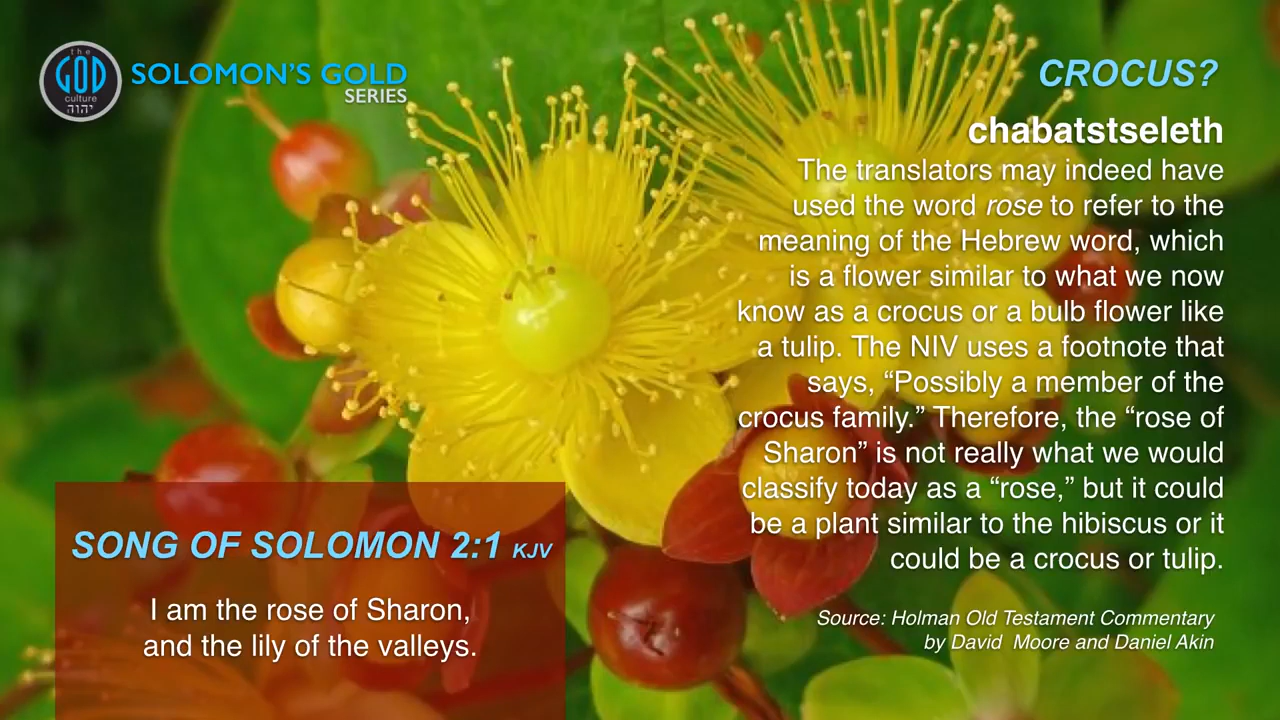 the
GOD
culture
יהוה
SOLOMON'S GOLD
SERIES
CROCUS?
chabatstseleth
The translators may indeed have
used the word rose to refer to the
meaning of the Hebrew word, which
is a flower similar to what we now
know as a crocus or a bulb flower like
a tulip. The NIV uses a footnote that
says, “Possibly a member of the
crocus family.” Therefore, the “rose of
Sharon” is not really what we would
classify today as a “rose,” but it could
be a plant similar to the hibiscus or it
could be a crocus or tulip.
Source: Holman Old Testament Commentary
by David  Moore and Daniel Akin
SONG OF SOLOMON 2:1 KJV
I am the rose of Sharon,
and the lily of the valleys.